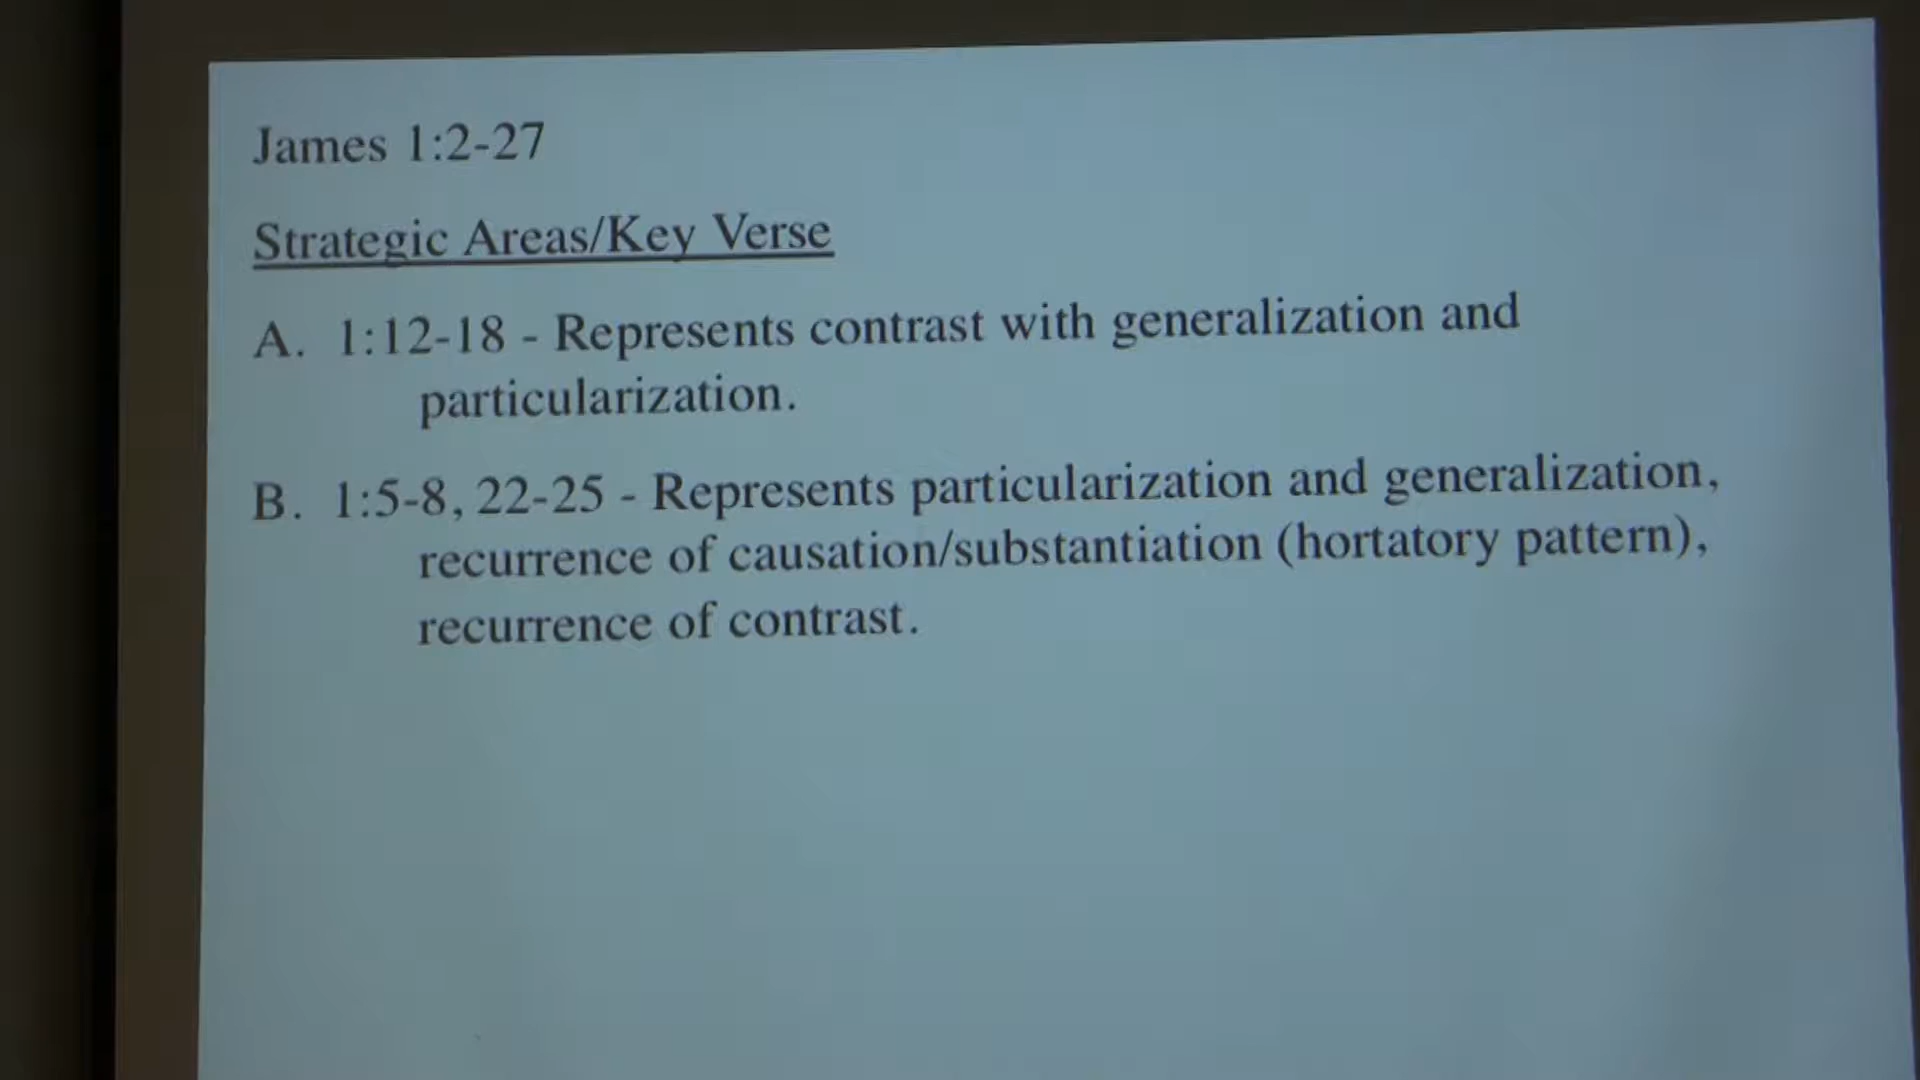 James 1:2-27
Strategic Areas/Key Verse
A. 1:12-18 - Represents contrast with generalization and
particularization.
B. 1:5-8, 22-25 - Represents particularization and generalization,
recurrence of causation/substantiation (hortatory pattern),
recurrence of contrast.